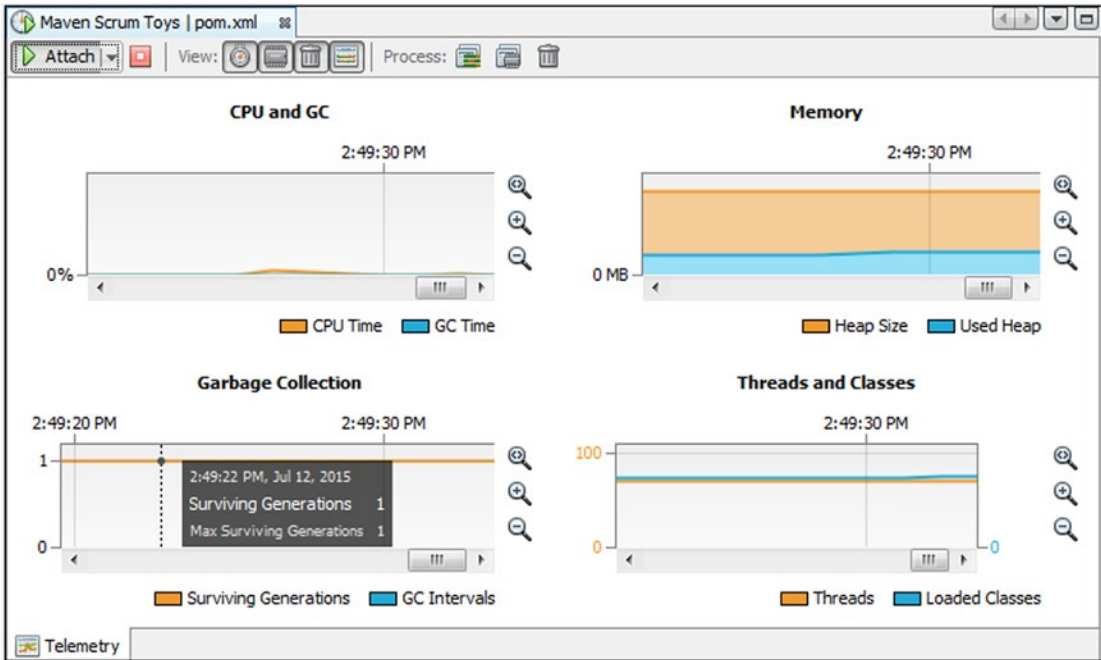 Maven Scrum Toys | pom.xml
Attach View: Process:
CPU and GC
2:49:30 PM
0%
CPU Time GC Time
Memory
2:49:30 PM
0 MB
Heap Size Used Heap
Garbage Collection
2:49:20 PM 2:49:30 PM
1
2:49:22 PM, Jul 12, 2015
Surviving Generations 1
Max Surviving Generations 1
0
Surviving Generations GC Intervals
Threads and Classes
2:49:30 PM
100
0 0
Threads Loaded Classes
Telemetry